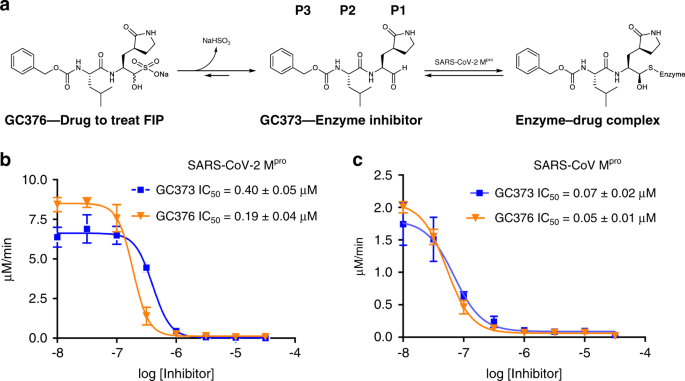 a
P3 P2 P1
NaHSO3
SARS-CoV-2 Mpro
O
NH
O
H
N
O
O
S
ONa
O
O
N
H
O
OH
O
NH
O
H
N
O
O
N
H
O
O
O
NH
O
H
N
O
O
N
H
S
Enzyme
OH
GC376—Drug to treat FIP
GC373—Enzyme inhibitor
Enzyme–drug complex
b
SARS-CoV-2 Mpro
GC373 IC50 = 0.40 ± 0.05 μM
GC376 IC50 = 0.19 ± 0.04 μM
μM/min
10.0
7.5
5.0
2.5
0.0
-8 -7 -6 -5 -4
log [Inhibitor]
c
SARS-CoV Mpro
GC373 IC50 = 0.07 ± 0.02 μM
GC376 IC50 = 0.05 ± 0.01 μM
μM/min
2.5
2.0
1.5
1.0
0.5
0.0
-8 -7 -6 -5 -4
log [Inhibitor]